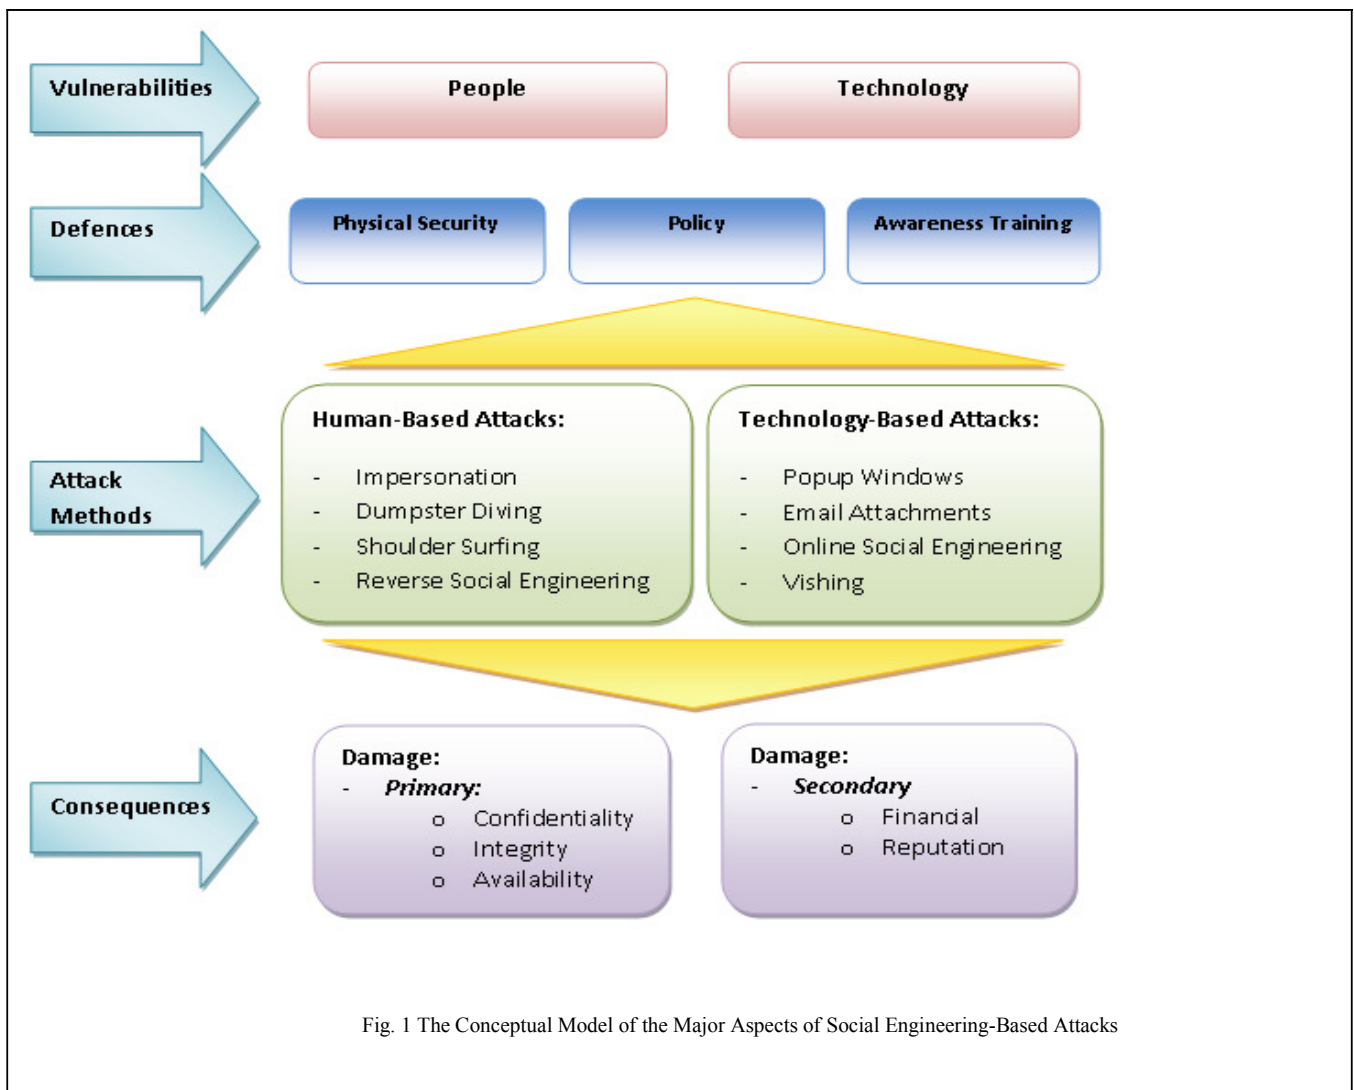 Vulnerabilities
People
Technology
Defences
Physical Security
Policy
Awareness Training
Attack
Methods
Human-Based Attacks:
- Impersonation
- Dumpster Diving
- Shoulder Surfing
- Reverse Social Engineering
Technology-Based Attacks:
- Popup Windows
- Email Attachments
- Online Social Engineering
- Vishing
Consequences
Damage:
- Primary:
o Confidentiality
o Integrity
o Availability
Damage:
- Secondary
o Financial
o Reputation
Fig. 1 The Conceptual Model of the Major Aspects of Social Engineering-Based Attacks